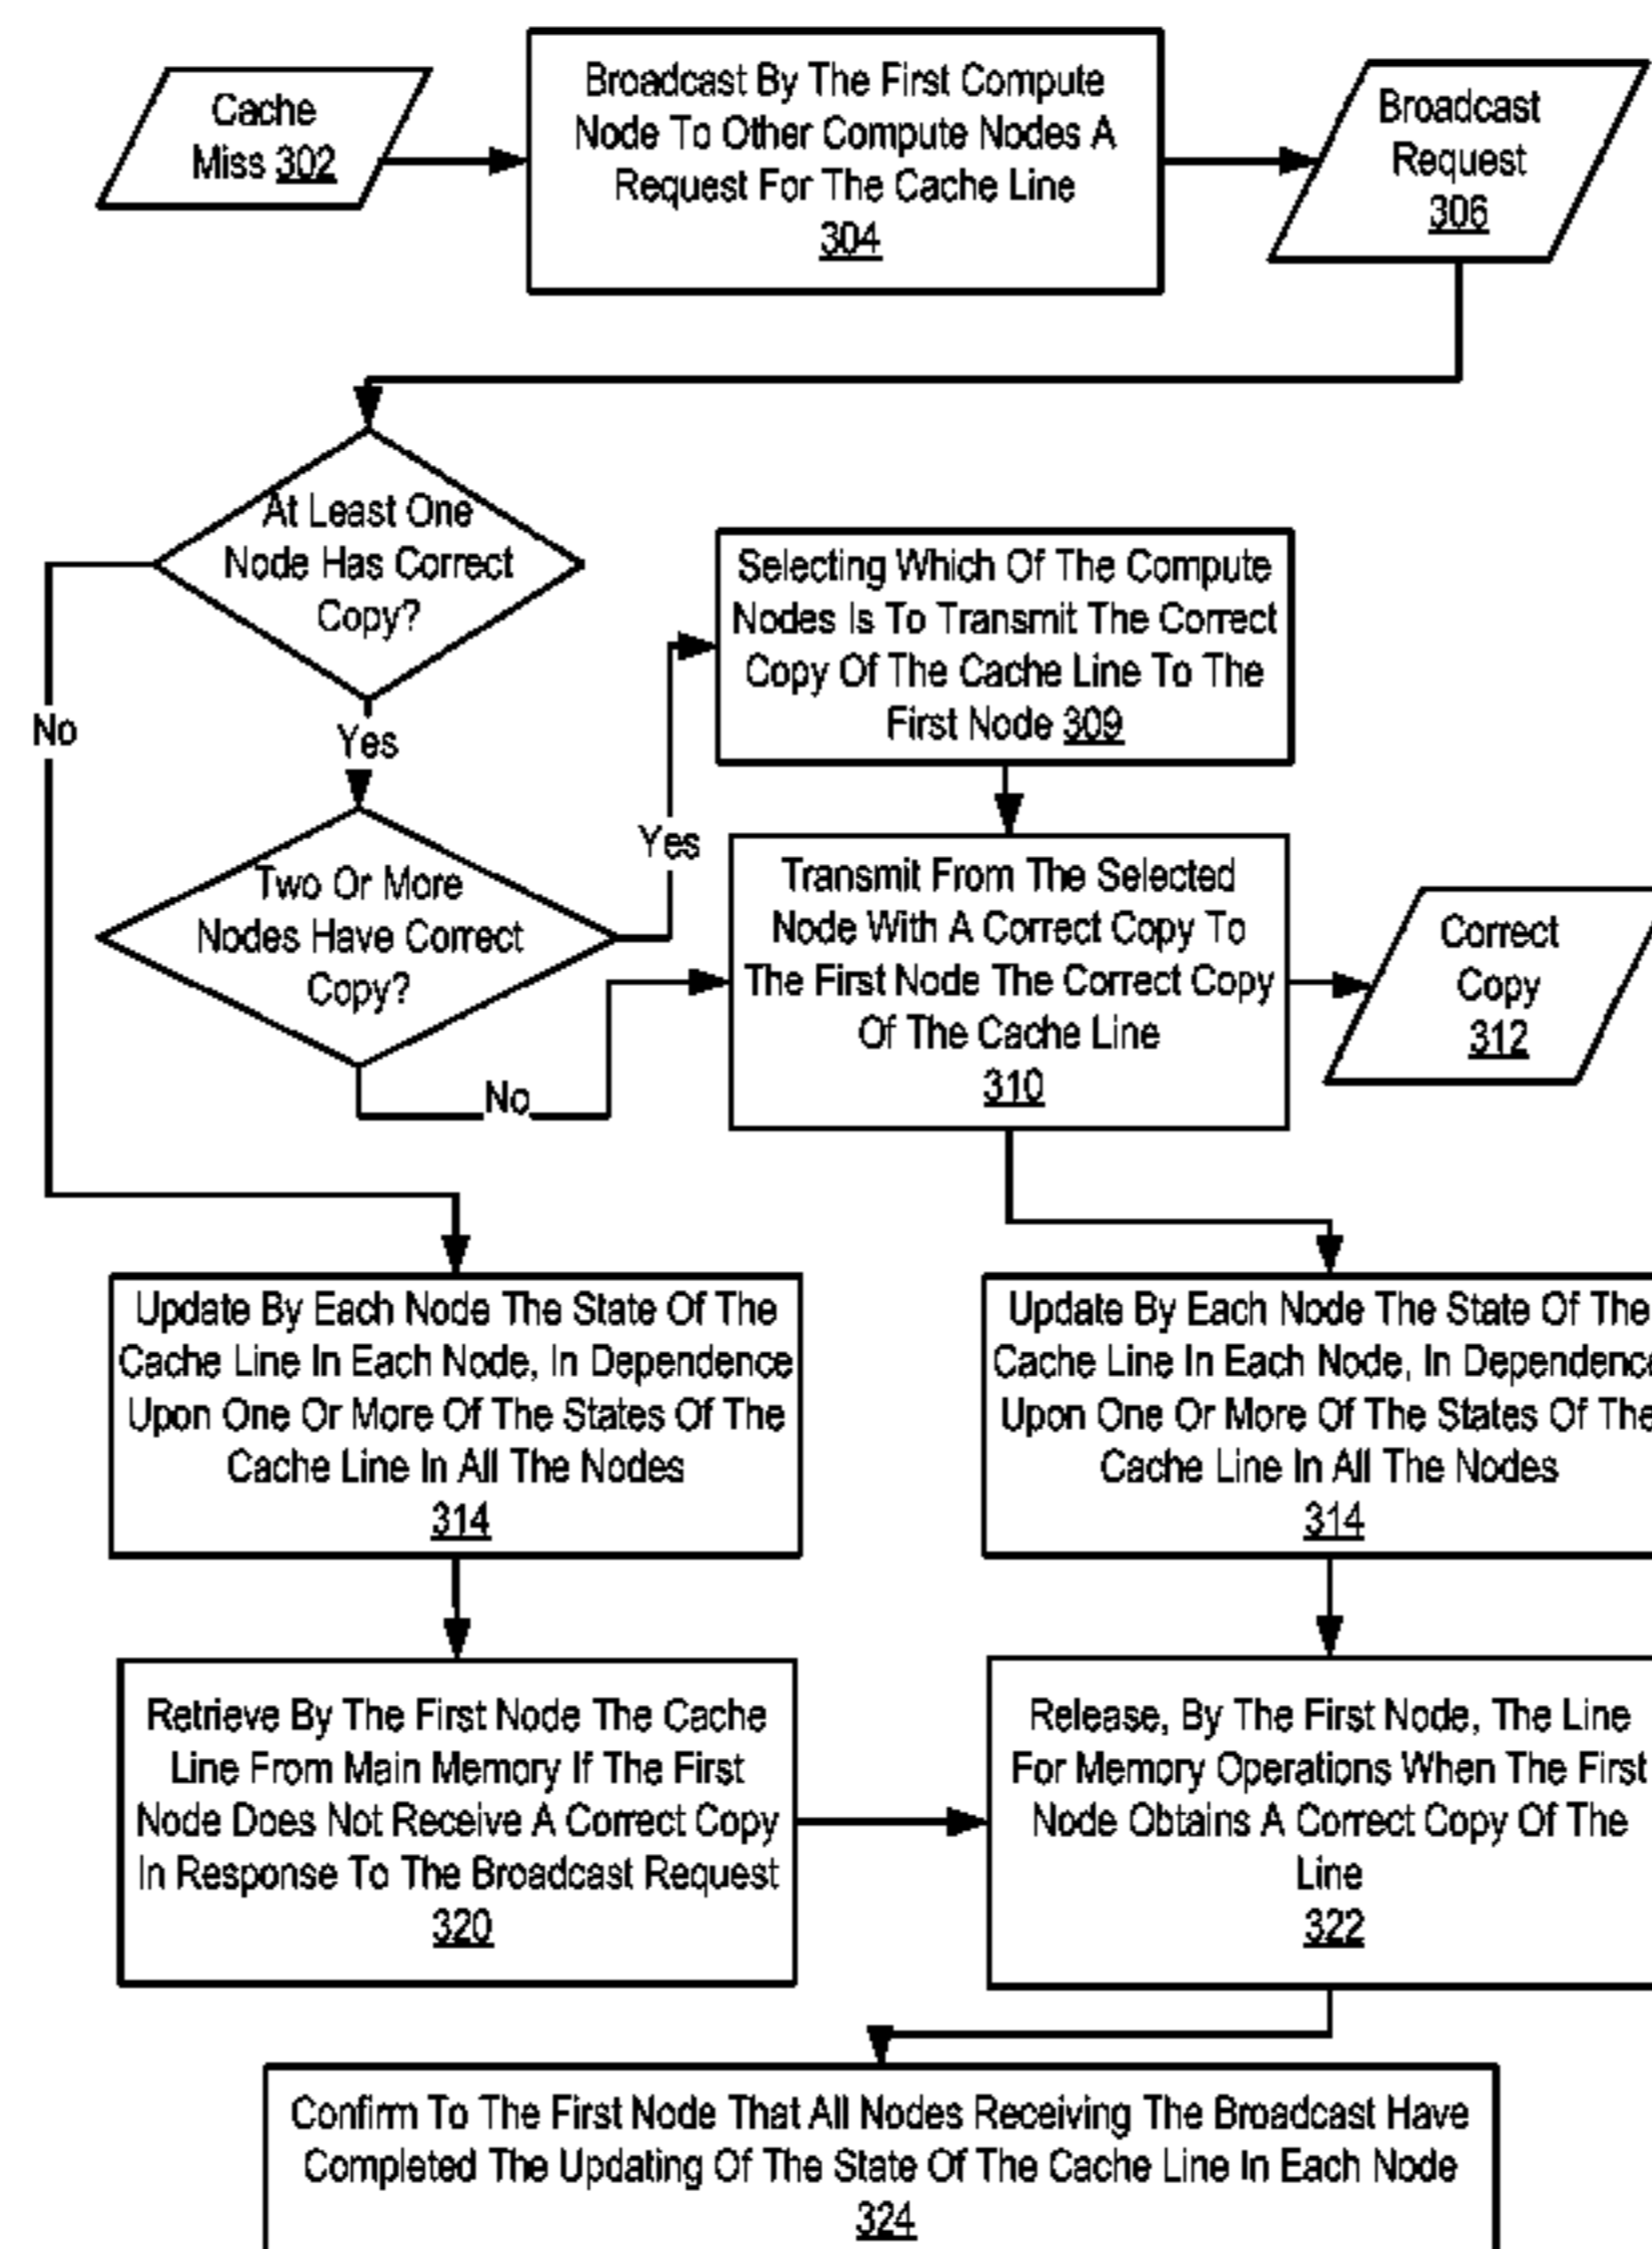 Cache
Miss 302
Broadcast By The First Compute
Node To Other Compute Nodes A
Request For The Cache Line
304
Broadcast
Request
306
At Least One
Node Has Correct
Copy?
No
Yes
Selecting Which Of The Compute
Nodes Is To Transmit The Correct
Copy Of The Cache Line To The
First Node 309
Two Or More
Nodes Have Correct
Copy?
Yes
No
Transmit From The Selected
Node With A Correct Copy To
The First Node The Correct Copy
Of The Cache Line
310
Correct
Copy
312
Update By Each Node The State Of The
Cache Line In Each Node, In Dependence
Upon One Or More Of The States Of The
Cache Line In All The Nodes
314
Update By Each Node The State Of The
Cache Line In Each Node, In Dependence
Upon One Or More Of The States Of The
Cache Line In All The Nodes
314
Retrieve By The First Node The Cache
Line From Main Memory If The First
Node Does Not Receive A Correct Copy
In Response To The Broadcast Request
320
Release, By The First Node, The Line
For Memory Operations When The First
Node Obtains A Correct Copy Of The
Line
322
Confirm To The First Node That All Nodes Receiving The Broadcast Have
Completed The Updating Of The State Of The Cache Line In Each Node
324